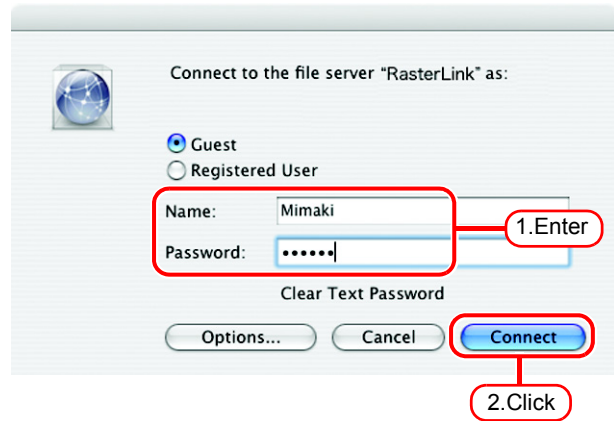 Connect to the file server “RasterLink” as:
Guest
Registered User
Name: Mimaki
1.Enter
Password: ••••••
Clear Text Password
Options... Cancel Connect
2.Click